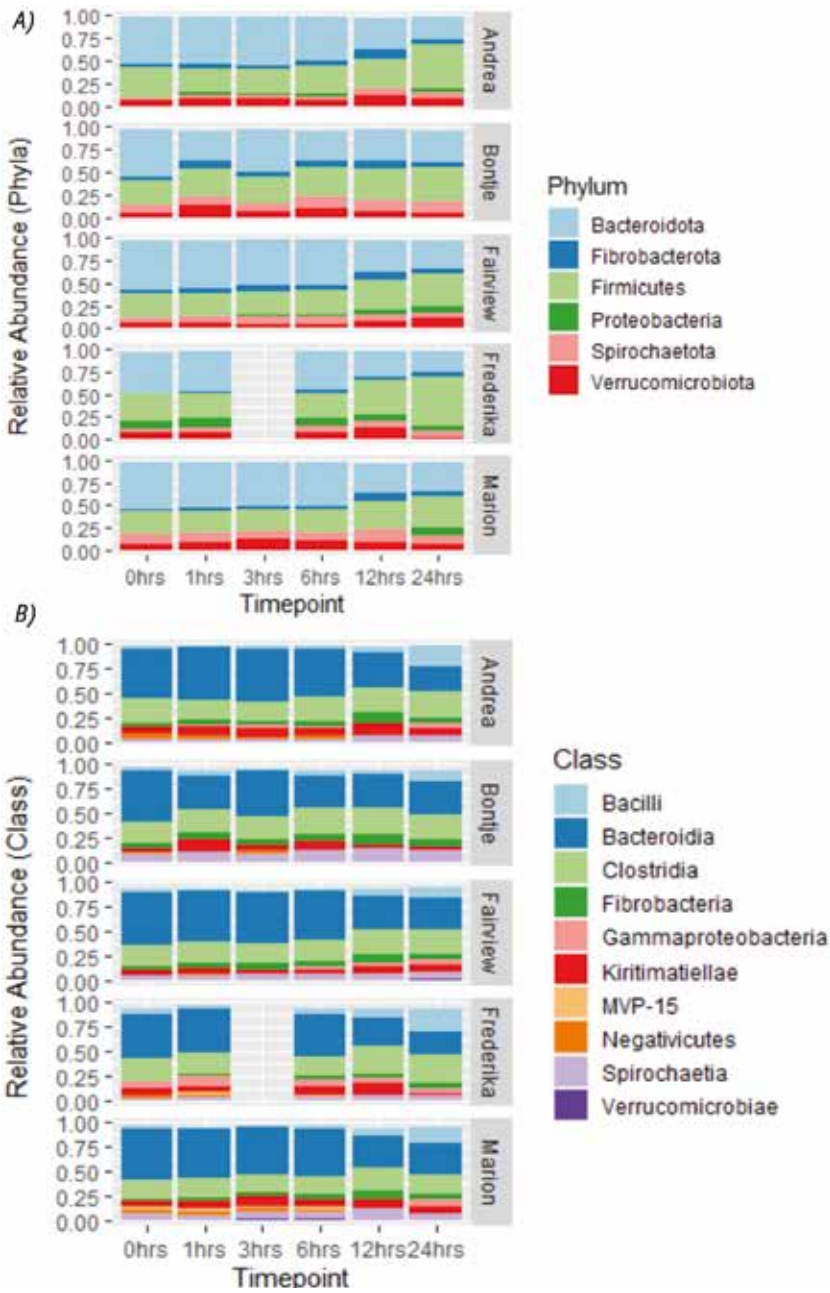 A)
Relative Abundance (Phyla)
1.00
0.75
0.50
0.25
0.00
Andrea
1.00
0.75
0.50
0.25
0.00
Bontje
1.00
0.75
0.50
0.25
0.00
Fairview
1.00
0.75
0.50
0.25
0.00
Frederika
1.00
0.75
0.50
0.25
0.00
Marion
0hrs 1hrs 3hrs 6hrs 12hrs 24hrs
Timepoint
Phylum
Bacteroidota
Fibrobacterota
Firmicutes
Proteobacteria
Spirochaetota
Verrucomicrobiota
B)
Relative Abundance (Class)
1.00
0.75
0.50
0.25
0.00
Andrea
1.00
0.75
0.50
0.25
0.00
Bontje
1.00
0.75
0.50
0.25
0.00
Fairview
1.00
0.75
0.50
0.25
0.00
Frederika
1.00
0.75
0.50
0.25
0.00
Marion
0hrs 1hrs 3hrs 6hrs 12hrs 24hrs
Timepoint
Class
Bacilli
Bacteroidia
Clostridia
Fibrobacteria
Gammaproteobacteria
Kiritimatiellae
MVP-15
Negativicutes
Spirochaetia
Verrucomicrobiae